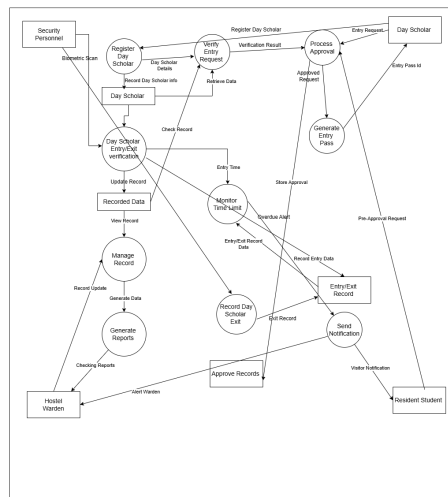 Security
Personnel
Register
Day
Scholar
Day Scholar
Details
Verify
Entry
Request
Verification Result
Register Day Scholar
Process
Approval
Entry Request
Day Scholar
Biometric Scan
Record Day Scholar info
Retrieve Data
Approved
Request
Entry Pass Id
Day Scholar
Generate
Entry
Pass
Check Record
Day Scholar
Entry/Exit
verification
Entry Time
Store Approval
Update Record
Recorded Data
Monitor
Time Limit
Overdue Alert
Pre-Approval Request
View Record
Entry/Exit Record
Data
Record Entry Data
Manage
Record
Record Update
Generate Data
Entry/Exit
Record
Record Day
Scholar
Exit
Exit Record
Generate
Reports
Send
Notification
Checking Reports
Approve Records
Visitor Notification
Alert Warden
Hostel
Warden
Resident Student